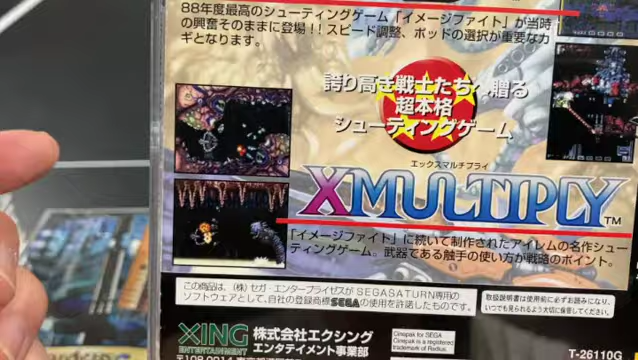 88年度最高のシューティングゲーム「イメージファイト」が当時
の興奮そのままに登場!!スピード調整、ポッドの選択が重要なカ
ギとなります。
誇り高き戦士たちへ贈る
超本格
シューティングゲーム
エックスマルチプライ
XMULTIPLY™
「イメージファイト」に続いて制作されたアイレムの名作シュー
ティングゲーム。武器である触手の使い方が戦略のポイント。
この商品は、(株)セガ・エンタープライゼスがSEGASATURN専用の
ソフトウェアとして、自社の登録商標SEGAの使用を許諾したものです。
取扱説明書は使用前に必ずお読みになり、
いつでも見られるよう大切に保管してください。
XING
ENTERTAINMENT
株式会社エクシング
エンタテイメント事業部
Cinepak for SEGA
Cinepak is a registered
trademark of Radius.
T-26110G